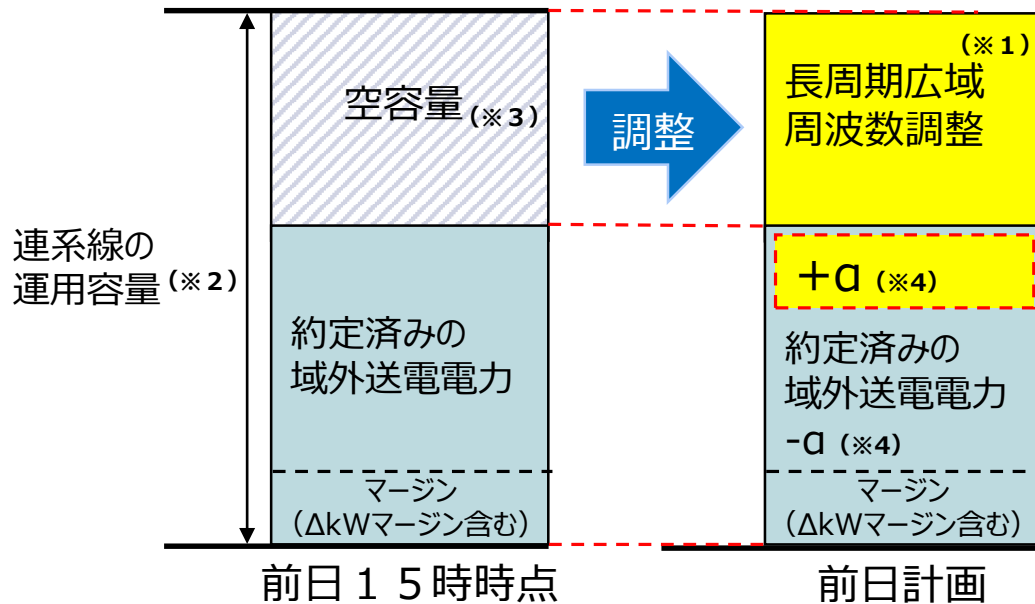 空容量(※3)
調整
(※1)
長周期広域
周波数調整
連系線の
運用容量(※2)
+α (※4)
約定済みの
域外送電電力
約定済みの
域外送電電力
-α (※4)
マージン
(ΔkWマージン含む)
マージン
(ΔkWマージン含む)
前日15時時点
前日計画